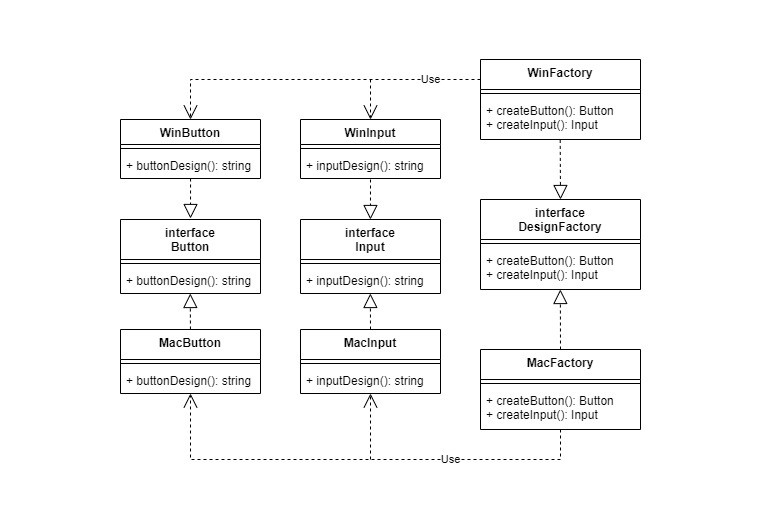 Use
WinFactory
+ createButton(): Button
+ createInput(): Input
WinButton
+ buttonDesign(): string
WinInput
+ inputDesign(): string
interface
Button
+ buttonDesign(): string
interface
Input
+ inputDesign(): string
interface
DesignFactory
+ createButton(): Button
+ createInput(): Input
MacButton
+ buttonDesign(): string
MacInput
+ inputDesign(): string
MacFactory
+ createButton(): Button
+ createInput(): Input
Use